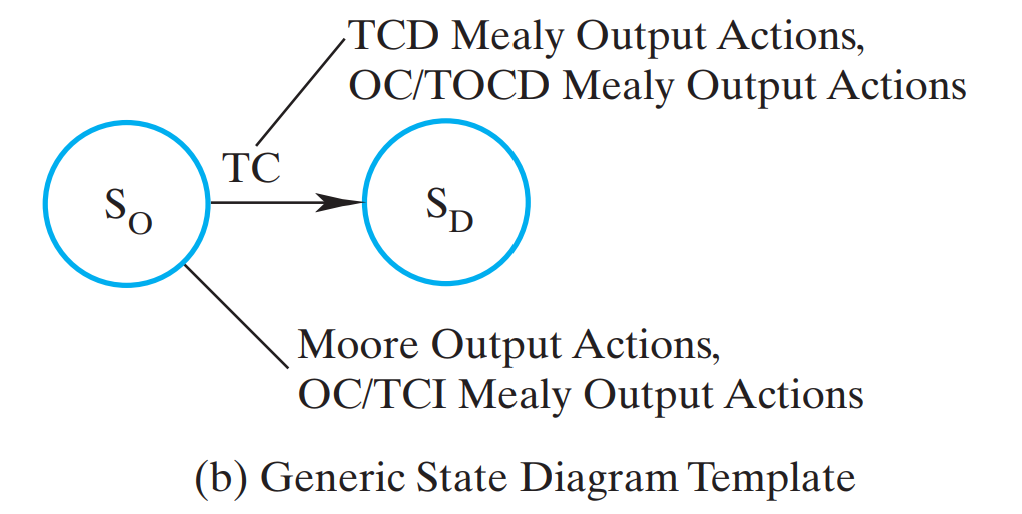 TCD Mealy Output Actions,
OC/TOCD Mealy Output Actions
TC
S_O
S_D
Moore Output Actions,
OC/TCI Mealy Output Actions
(b) Generic State Diagram Template